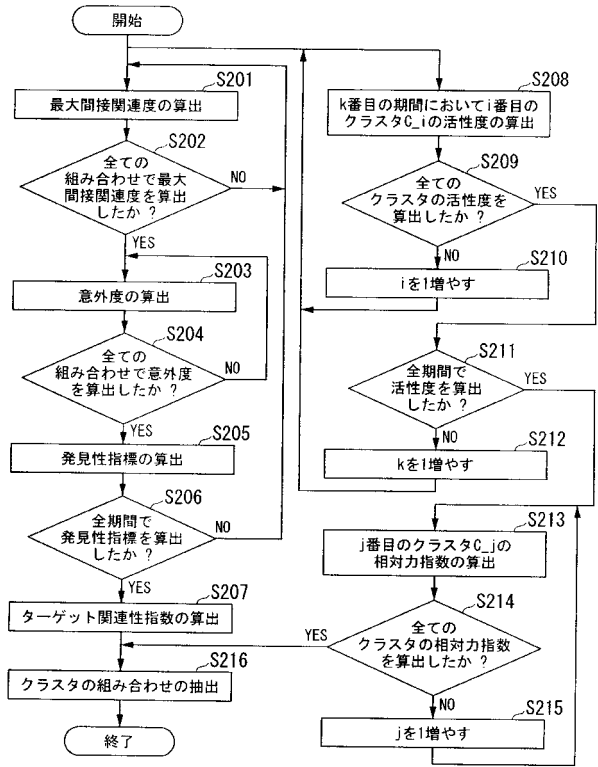 開始
S201
最大間接関連度の算出
S202
全ての
組み合わせで最大
間接関連度を算出
したか ?
NO
YES
S203
意外度の算出
S204
全ての
組み合わせで意外度
を算出したか ?
NO
YES
S205
発見性指標の算出
S206
全期間で
発見性指標を算出
したか ?
NO
YES
S207
ターゲット関連性指数の算出
S216
クラスタの組み合わせの抽出
終了
S208
k番目の期間においてi番目の
クラスタC_iの活性度の算出
S209
全ての
クラスタの活性度を
算出したか ?
YES
NO
S210
iを1増やす
S211
全期間で
活性度を算出
したか ?
YES
NO
S212
kを1増やす
S213
j番目のクラスタC_jの
相対力指数の算出
S214
全ての
クラスタの相対力指数
を算出したか ?
YES
NO
S215
jを1増やす